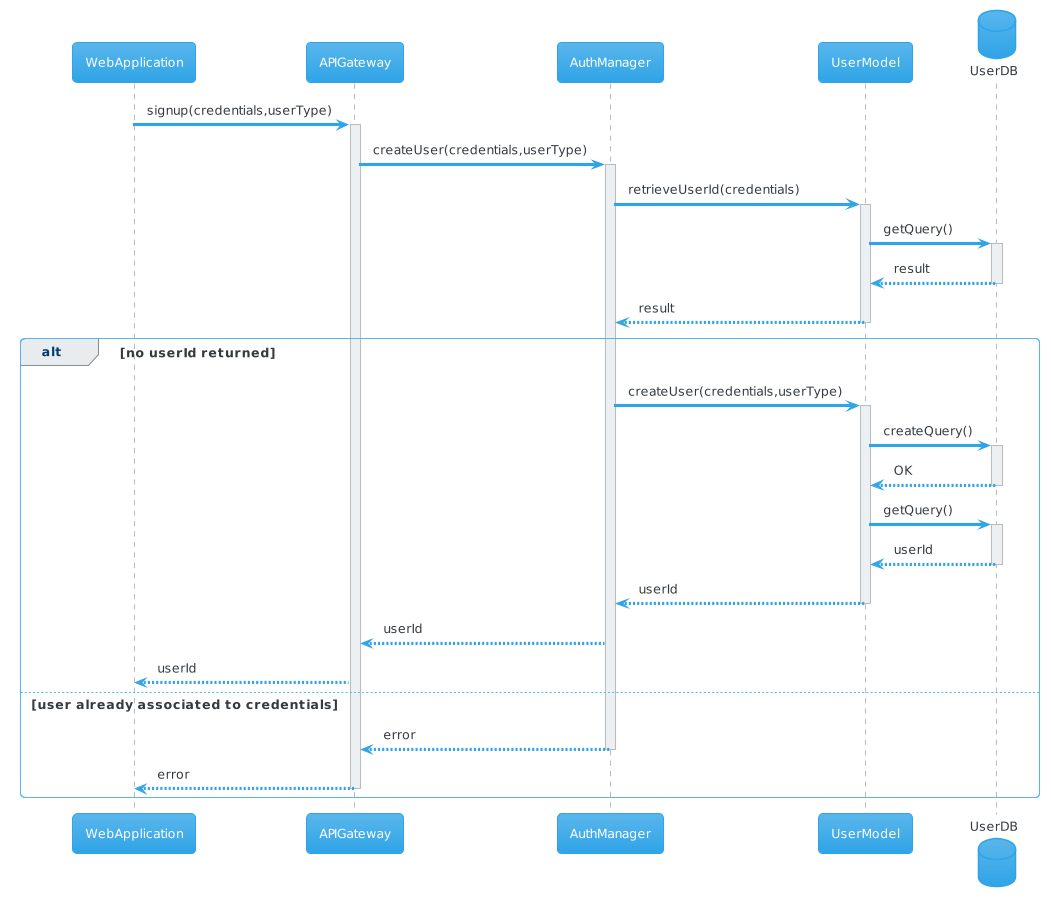 WebApplication
APIGateway
AuthManager
UserModel
UserDB
signup(credentials,userType)
createUser(credentials,userType)
retrieveUserId(credentials)
getQuery()
result
result
alt
[no userId returned]
createUser(credentials,userType)
createQuery()
OK
getQuery()
userId
userId
userId
userId
[user already associated to credentials]
error
error
WebApplication
APIGateway
AuthManager
UserModel
UserDB